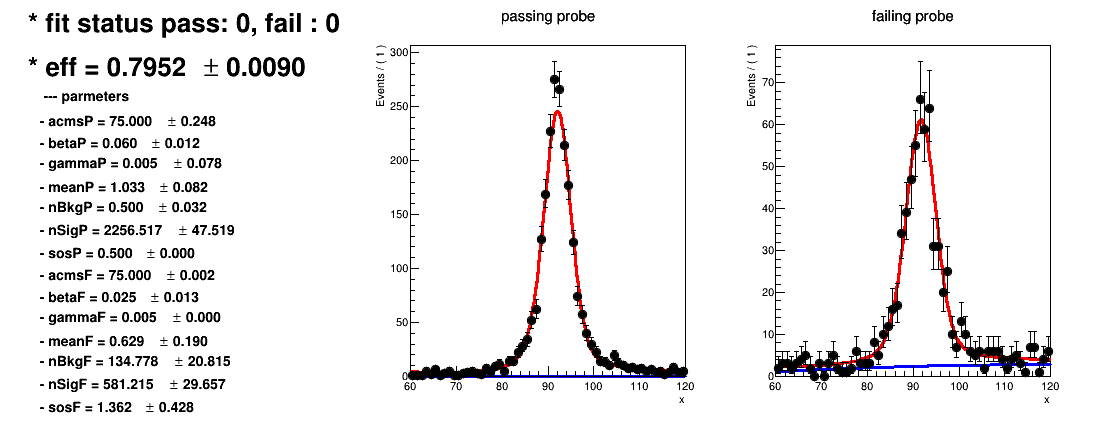 * fit status pass: 0, fail : 0
* eff = 0.7952 ± 0.0090
--- parmeters
- acmsP = 75.000 ± 0.248
- betaP = 0.060 ± 0.012
- gammaP = 0.005 ± 0.078
- meanP = 1.033 ± 0.082
- nBkgP = 0.500 ± 0.032
- nSigP = 2256.517 ± 47.519
- sosP = 0.500 ± 0.000
- acmsF = 75.000 ± 0.002
- betaF = 0.025 ± 0.013
- gammaF = 0.005 ± 0.000
- meanF = 0.629 ± 0.190
- nBkgF = 134.778 ± 20.815
- nSigF = 581.215 ± 29.657
- sosF = 1.362 ± 0.428
passing probe
Events / ( 1 )
300
250
200
150
100
50
0
60 70 80 90 100 110 120
x
failing probe
Events / ( 1 )
70
60
50
40
30
20
10
0
60 70 80 90 100 110 120
x